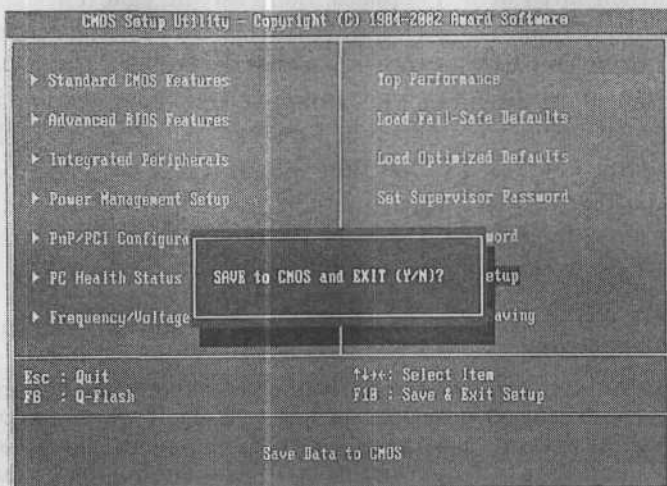 CMOS Setup Utility – Copyright (C) 1984-2002 Award Software
▶ Standard CMOS Features
▶ Advanced BIOS Features
▶ Integrated Peripherals
▶ Power Management Setup
▶ PnP/PCI Configura
▶ PC Health Status
▶ Frequency/Voltage
Top Performance
Load Fail-Safe Defaults
Load Optimized Defaults
Set Supervisor Password
word
etup
aving
SAVE to CMOS and EXIT (Y/N)?
Esc : Quit
F8 : Q-Flash
↑↓→←: Select Item
F10 : Save & Exit Setup
Save Data to CMOS